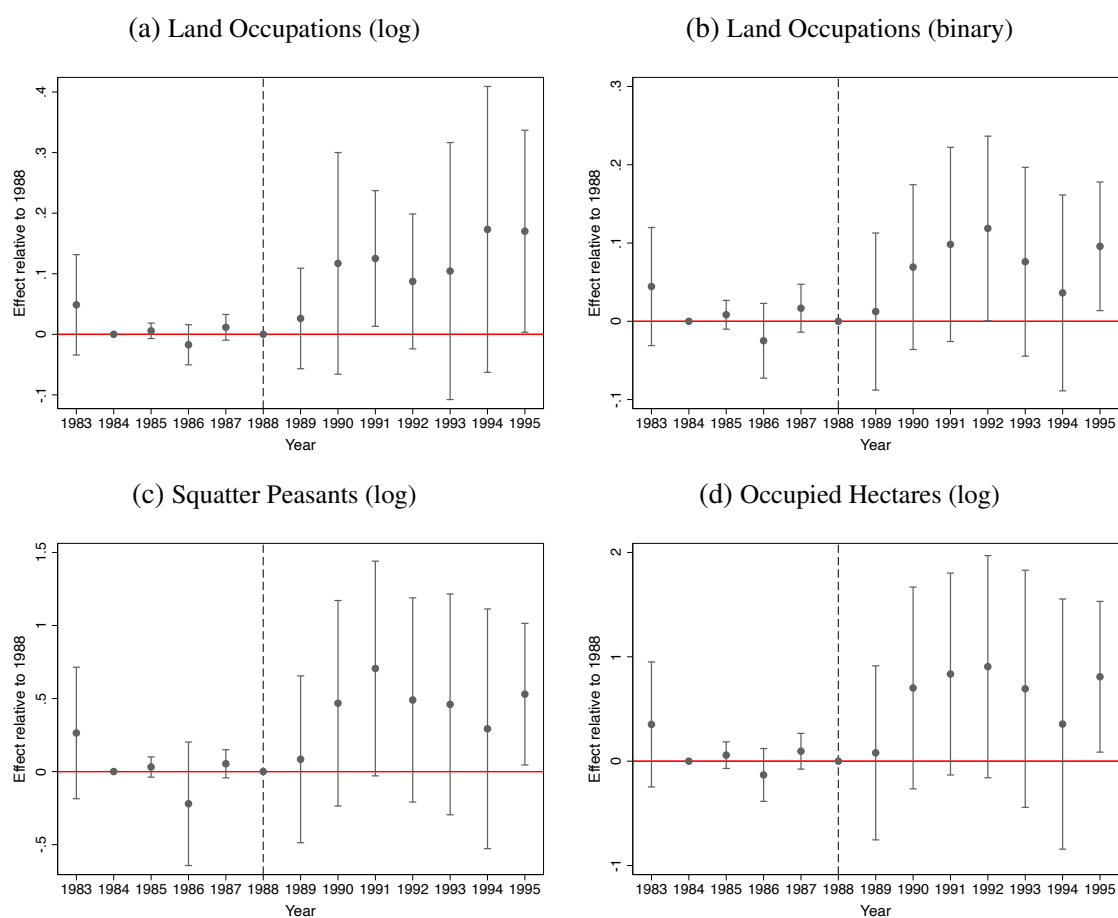 (a) Land Occupations (log)
Effect relative to 1988
.4
.3
.2
.1
0
-.1
1983 1984 1985 1986 1987 1988 1989 1990 1991 1992 1993 1994 1995
Year
(b) Land Occupations (binary)
Effect relative to 1988
.3
.2
.1
0
-.1
1983 1984 1985 1986 1987 1988 1989 1990 1991 1992 1993 1994 1995
Year
(c) Squatter Peasants (log)
Effect relative to 1988
1.5
1
.5
0
-.5
1983 1984 1985 1986 1987 1988 1989 1990 1991 1992 1993 1994 1995
Year
(d) Occupied Hectares (log)
Effect relative to 1988
2
1
0
-1
1983 1984 1985 1986 1987 1988 1989 1990 1991 1992 1993 1994 1995
Year